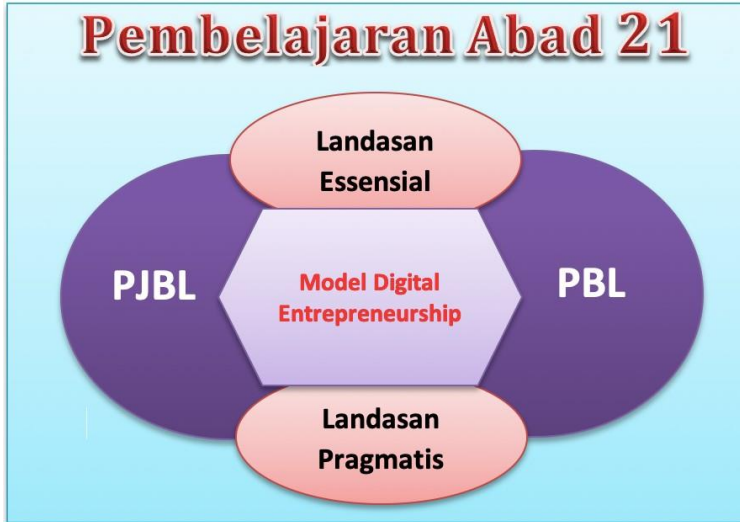 Pembelajaran Abad 21
Landasan
Essensial
PJBL
Model Digital
Entrepreneurship
PBL
Landasan
Pragmatis